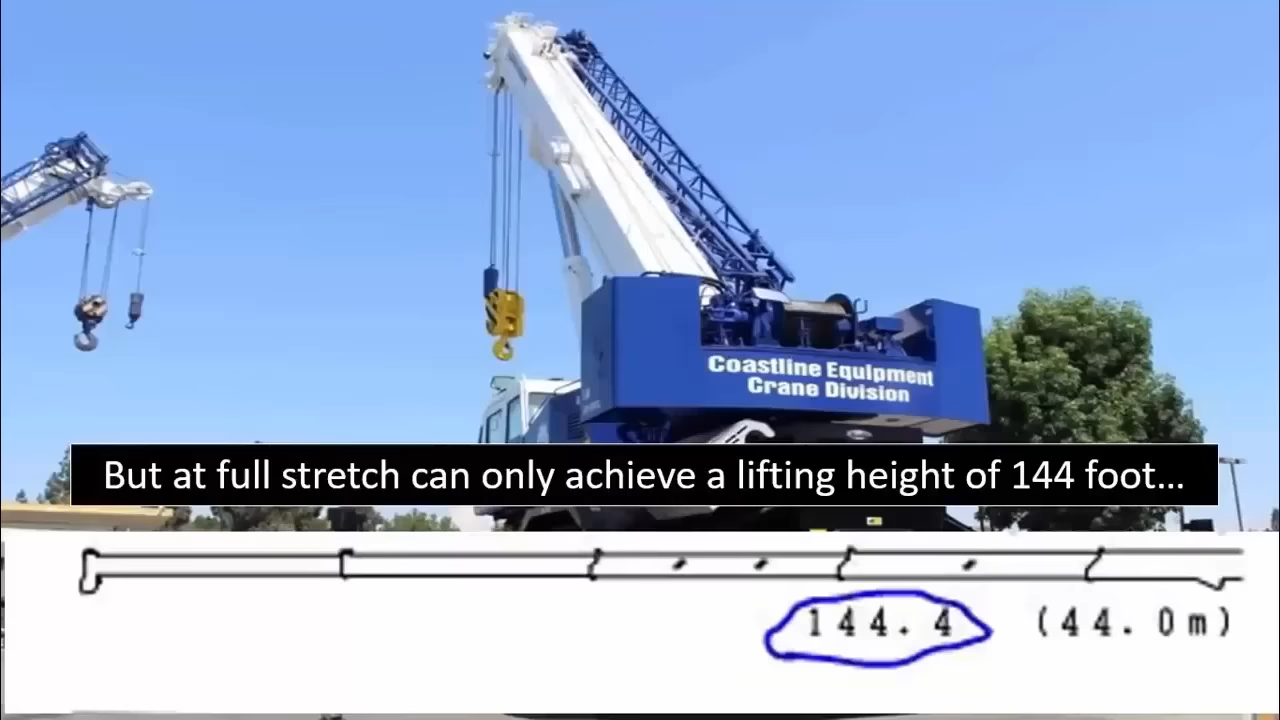 Coastline Equipment
Crane Division
But at full stretch can only achieve a lifting height of 144 foot...
144.4 (44.0m)